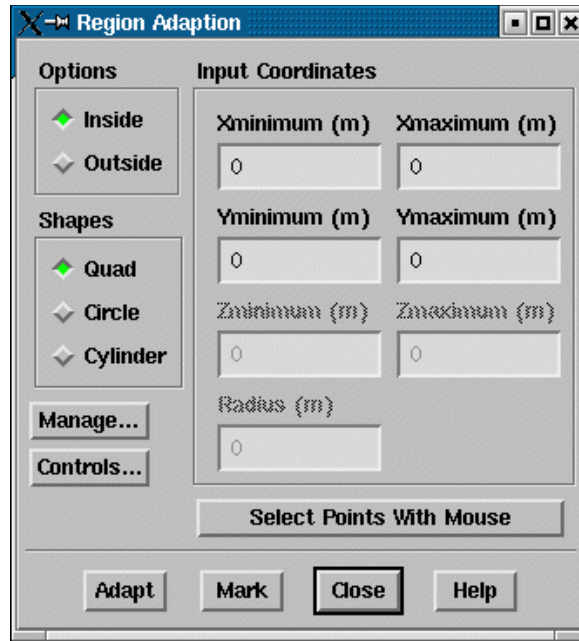 Region Adaption
Options
Inside
Outside
Shapes
Quad
Circle
Cylinder
Manage...
Controls...
Input Coordinates
Xminimum (m) Xmaximum (m)
0 0
Yminimum (m) Ymaximum (m)
0 0
Zminimum (m) Zmaximum (m)
0 0
Radius (m)
0
Select Points With Mouse
Adapt Mark Close Help